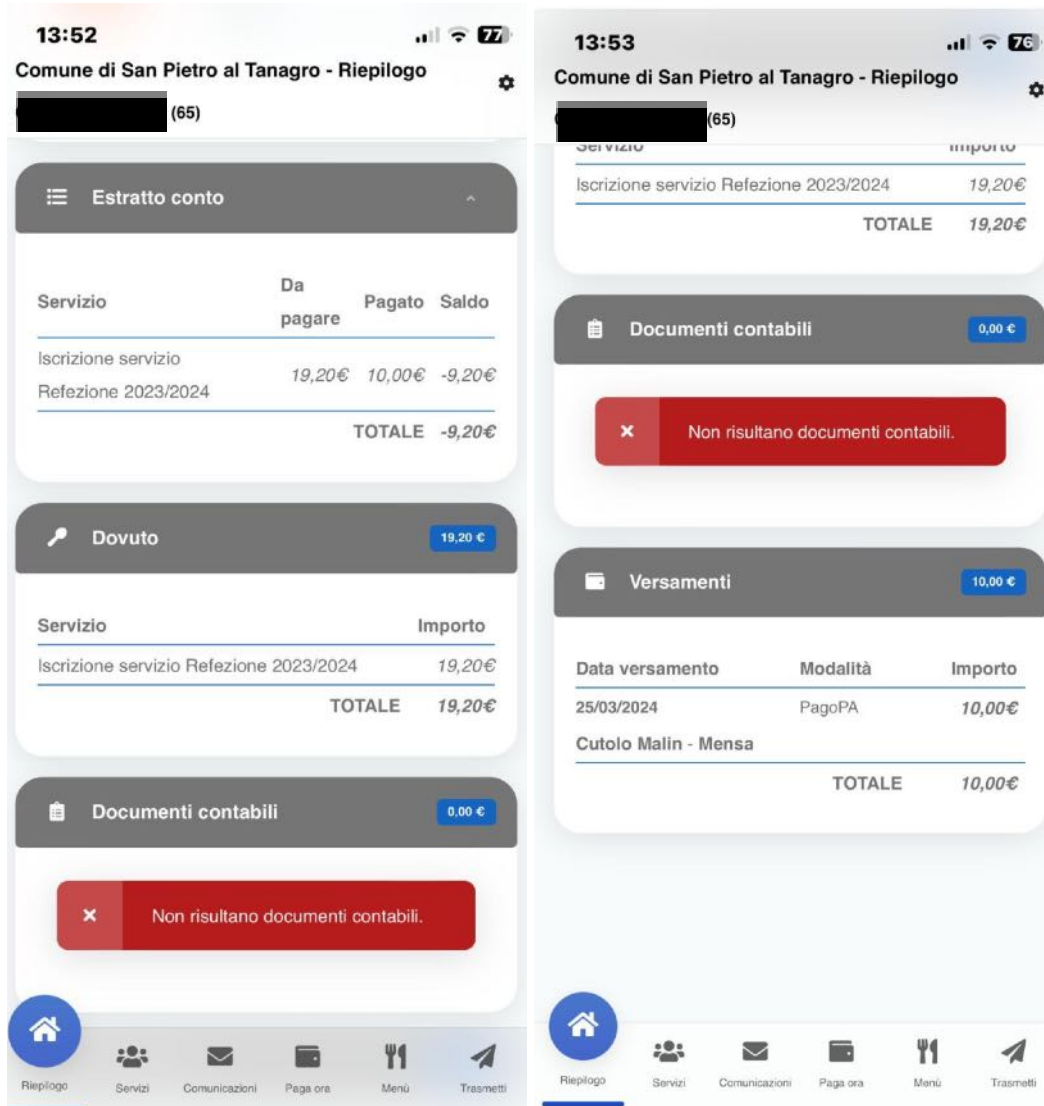 13:52
77
Comune di San Pietro al Tanagro - Riepilogo
(65)
Estratto conto
Servizio Da pagare Pagato Saldo
Iscrizione servizio Refezione 2023/2024 19,20€ 10,00€ -9,20€
TOTALE -9,20€
Dovuto 19,20 €
Servizio Importo
Iscrizione servizio Refezione 2023/2024 19,20€
TOTALE 19,20€
Documenti contabili 0,00 €
Non risultano documenti contabili.
Riepilogo Servizi Comunicazioni Paga ora Menù Trasmetti
13:53
76
Comune di San Pietro al Tanagro - Riepilogo
(65)
Servizio Importo
Iscrizione servizio Refezione 2023/2024 19,20€
TOTALE 19,20€
Documenti contabili 0,00 €
Non risultano documenti contabili.
Versamenti 10,00 €
Data versamento Modalità Importo
25/03/2024 PagoPA 10,00€
Cutolo Malin - Mensa
TOTALE 10,00€
Riepilogo Servizi Comunicazioni Paga ora Menù Trasmetti